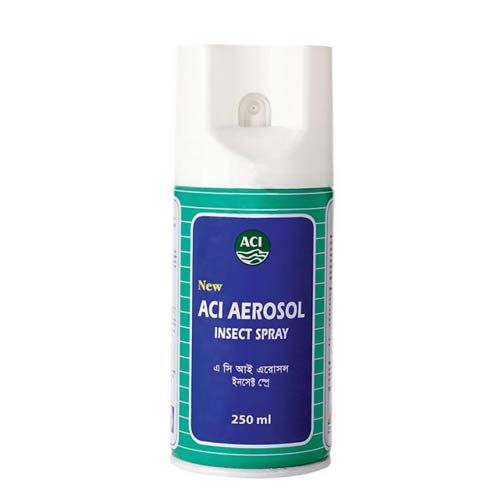 ACI
New
ACI AEROSOL
INSECT SPRAY
এ সি আই এরোসল
ইনসেক্ট স্প্রে
250 ml